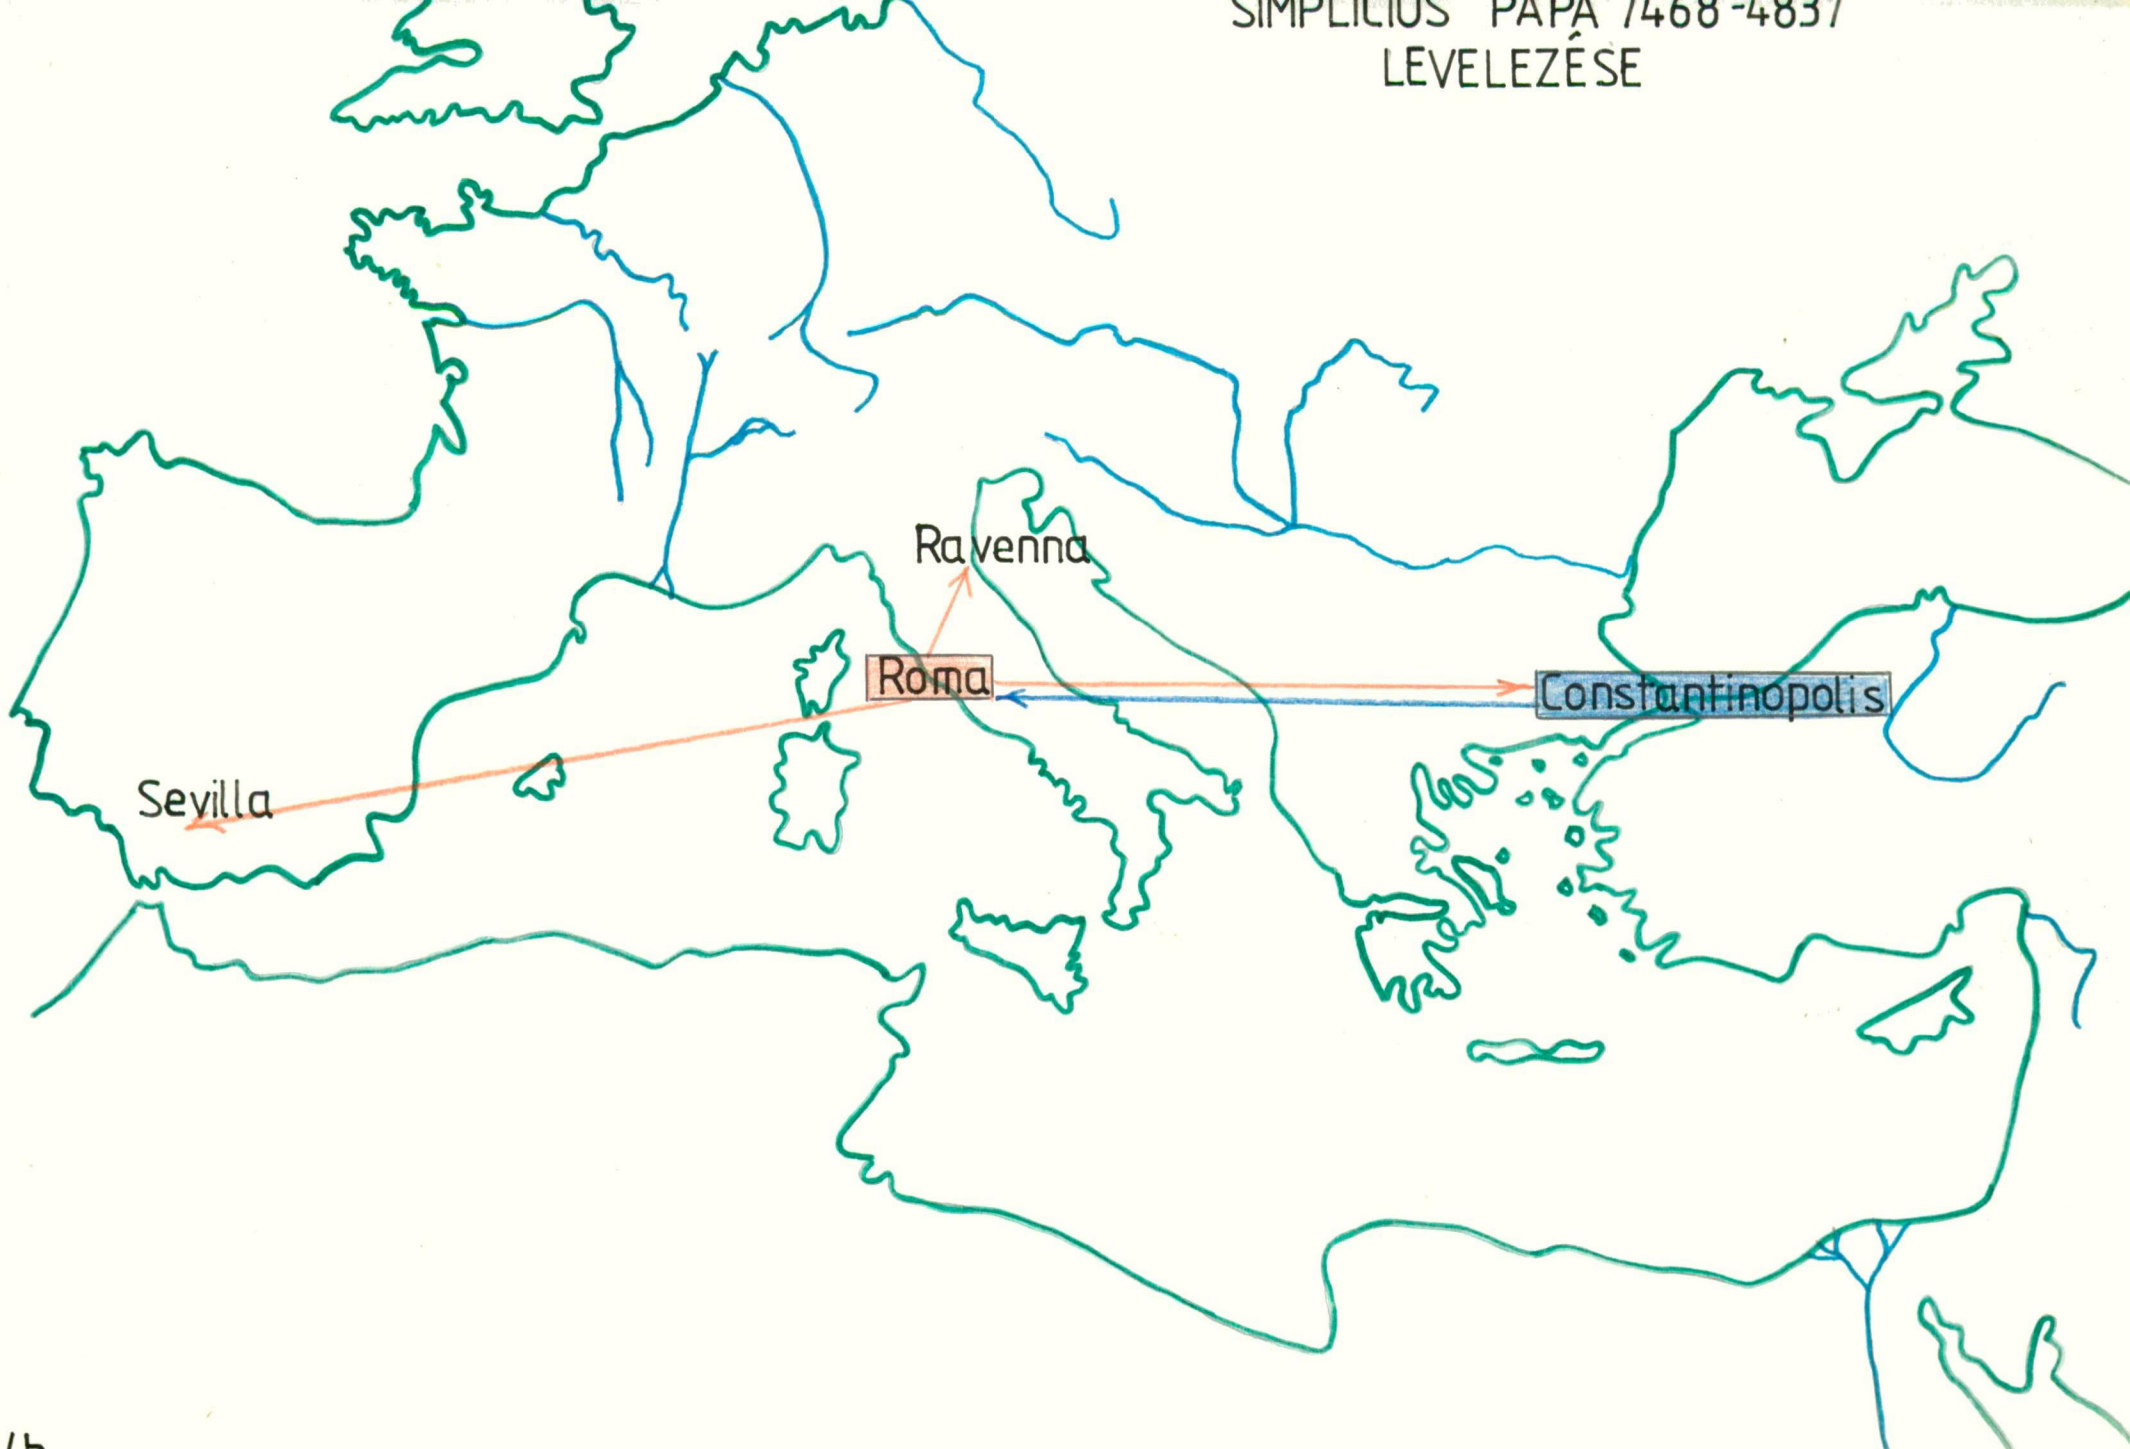 SIMPLICIUS PÁPA /468-483/
LEVELEZÉSE
Ravenna
Roma
Constantinopolis
Sevilla